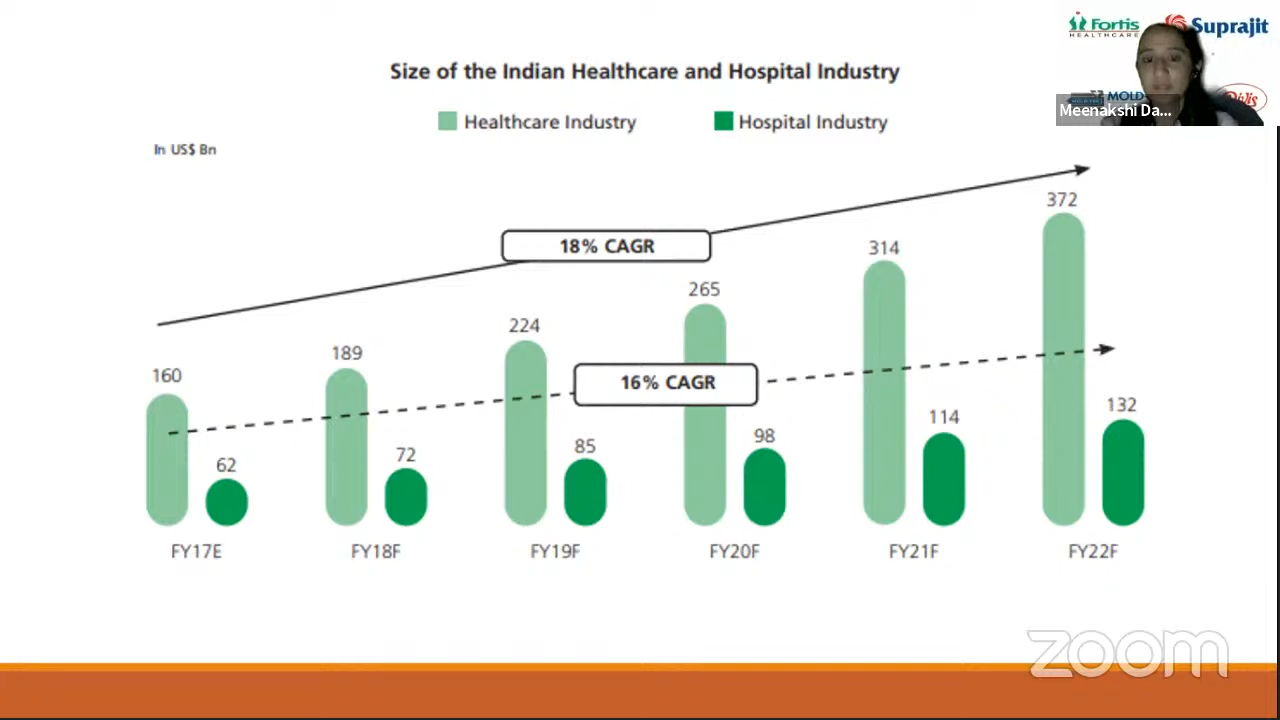 Fortis
HEALTHCARE
Suprajit
MOLD-
Meenakshi Da...
Size of the Indian Healthcare and Hospital Industry
Healthcare Industry
Hospital Industry
In US$ Bn
18% CAGR
16% CAGR
160
62
189
72
224
85
265
98
314
114
372
132
FY17E
FY18F
FY19F
FY20F
FY21F
FY22F
zoom